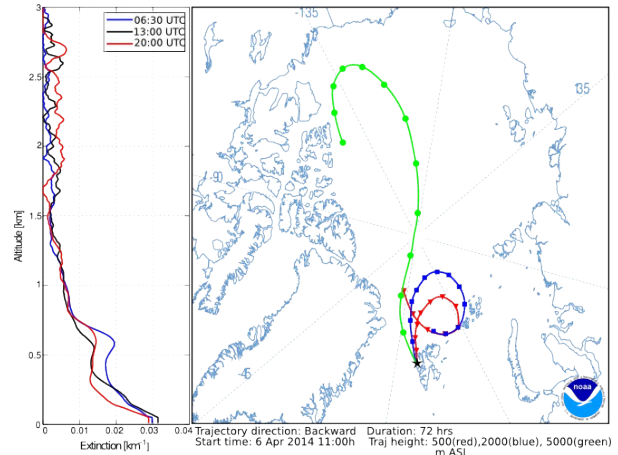 3
2.5
2
1.5
1
0.5
0
Altitude [km]
06:30 UTC
13:00 UTC
20:00 UTC
0 0.01 0.02 0.03 0.04
Extinction [km⁻¹]
-135
135
-90
-45
noaa
Trajectory direction: Backward Duration: 72 hrs
Start time: 6 Apr 2014 11:00h Traj height: 500(red),2000(blue), 5000(green)
m ASL